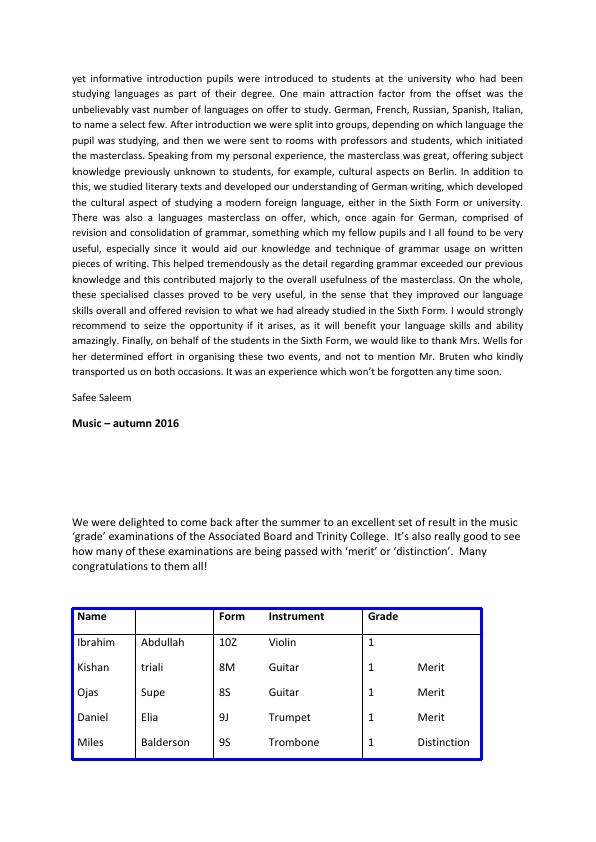 yet informative introduction pupils were introduced to students at the university who had been
studying languages as part of their degree. One main attraction factor from the offset was the
unbelievably vast number of languages on offer to study. German, French, Russian, Spanish, Italian,
to name a select few. After introduction we were split into groups, depending on which language the
pupil was studying, and then we were sent to rooms with professors and students, which initiated
the masterclass. Speaking from my personal experience, the masterclass was great, offering subject
knowledge previously unknown to students, for example, cultural aspects on Berlin. In addition to
this, we studied literary texts and developed our understanding of German writing, which developed
the cultural aspect of studying a modern foreign language, either in the Sixth Form or university.
There was also a languages masterclass on offer, which, once again for German, comprised of
revision and consolidation of grammar, something which my fellow pupils and I all found to be very
useful, especially since it would aid our knowledge and technique of grammar usage on written
pieces of writing. This helped tremendously as the detail regarding grammar exceeded our previous
knowledge and this contributed majorly to the overall usefulness of the masterclass. On the whole,
these specialised classes proved to be very useful, in the sense that they improved our language
skills overall and offered revision to what we had already studied in the Sixth Form. I would strongly
recommend to seize the opportunity if it arises, as it will benefit your language skills and ability
amazingly. Finally, on behalf of the students in the Sixth Form, we would like to thank Mrs. Wells for
her determined effort in organising these two events, and not to mention Mr. Bruten who kindly
transported us on both occasions. It was an experience which won't be forgotten any time soon.
Safee Saleem
Music – autumn 2016
We were delighted to come back after the summer to an excellent set of result in the music
'grade' examinations of the Associated Board and Trinity College.  It's also really good to see
how many of these examinations are being passed with 'merit' or 'distinction'.  Many
congratulations to them all!
Name Form Instrument Grade
Ibrahim Abdullah 10Z Violin 1
Kishan triali 8M Guitar 1 Merit
Ojas Supe 8S Guitar 1 Merit
Daniel Elia 9J Trumpet 1 Merit
Miles Balderson 9S Trombone 1 Distinction